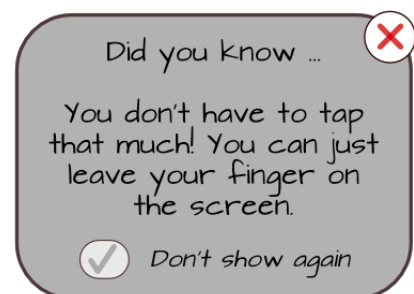 Did you know ...
You don't have to tap
that much! You can just
leave your finger on
the screen.
Don't show again